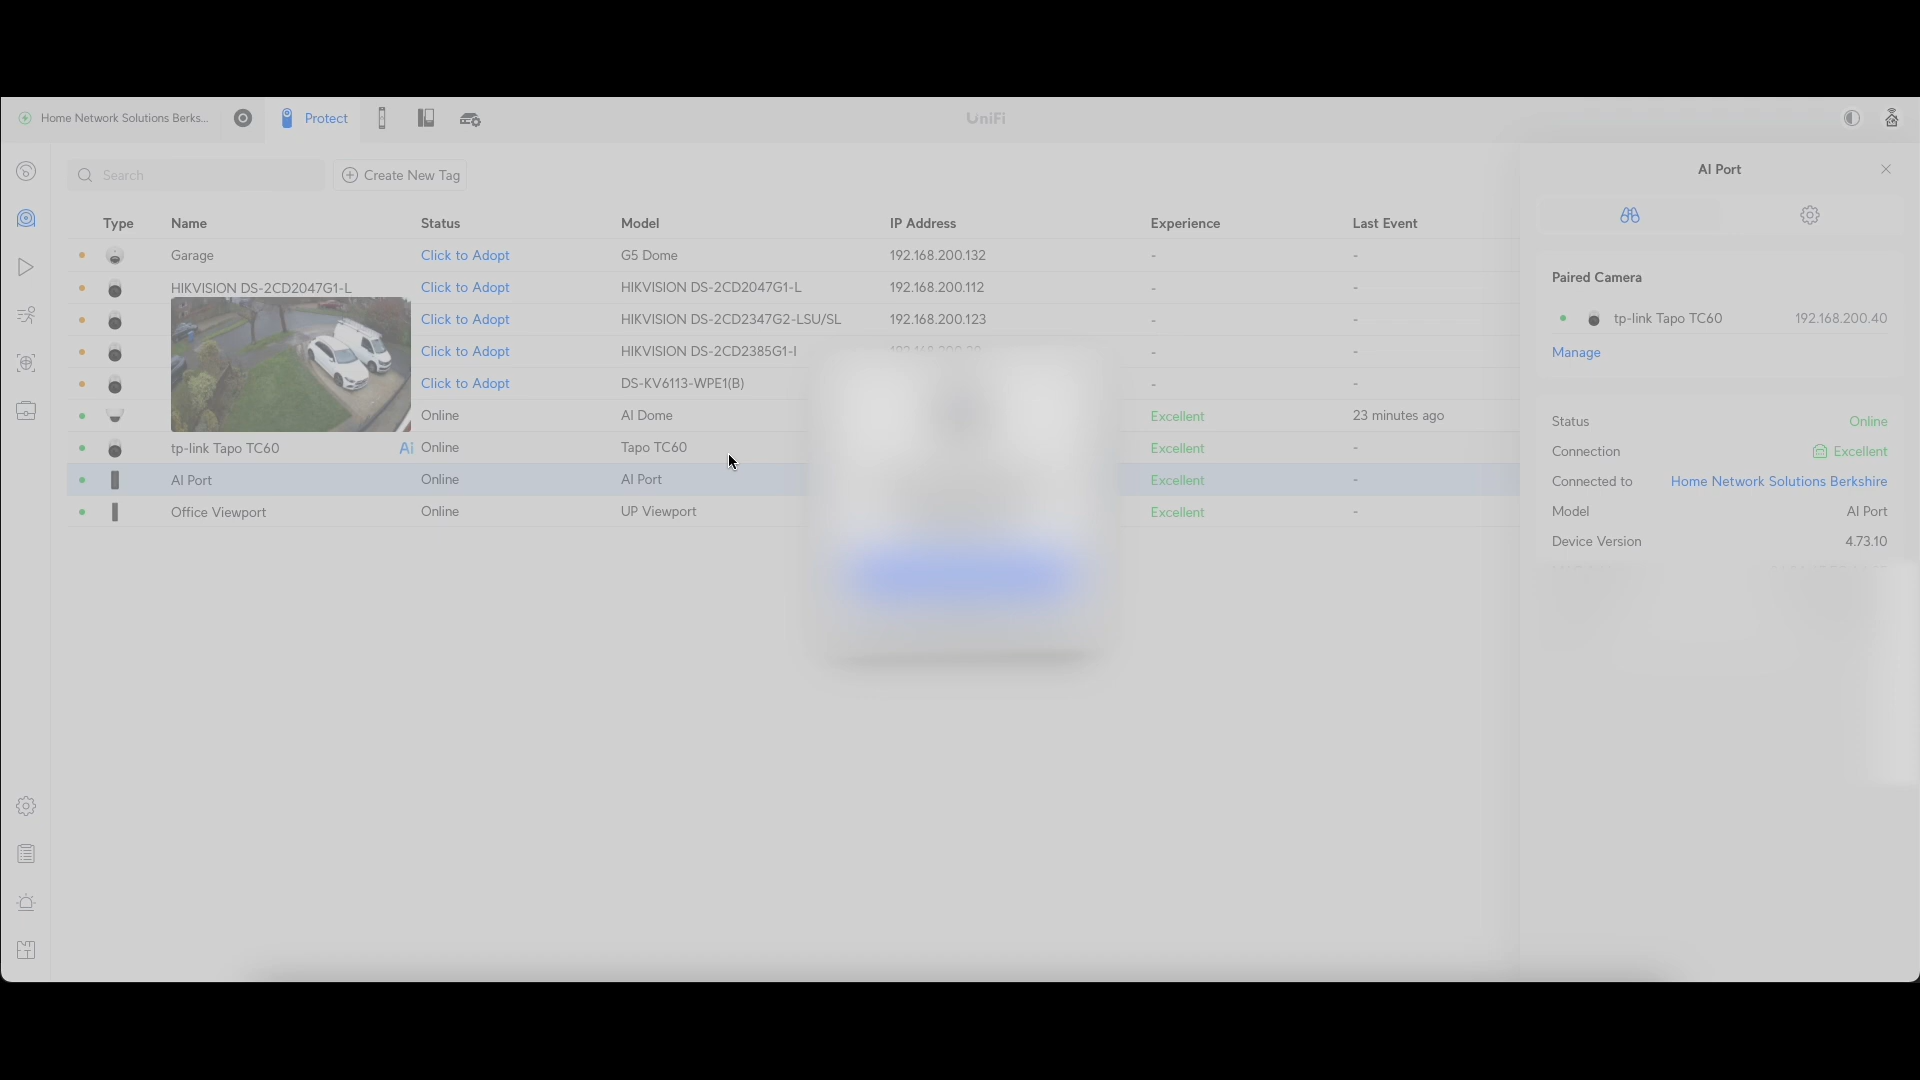 Home Network Solutions Berks...
Protect
UniFi
Search
Create New Tag
AI Port
Type Name Status Model IP Address Experience Last Event
Garage Click to Adopt G5 Dome 192.168.200.132 - -
HIKVISION DS-2CD2047G1-L Click to Adopt HIKVISION DS-2CD2047G1-L 192.168.200.112 - -
Click to Adopt HIKVISION DS-2CD2347G2-LSU/SL 192.168.200.123 - -
Click to Adopt HIKVISION DS-2CD2385G1-I - -
Click to Adopt DS-KV6113-WPE1(B) - -
Online AI Dome Excellent 23 minutes ago
tp-link Tapo TC60 Ai Online Tapo TC60 Excellent -
AI Port Online AI Port Excellent -
Office Viewport Online UP Viewport Excellent -
Paired Camera
tp-link Tapo TC60 192.168.200.40
Manage
Status Online
Connection Excellent
Connected to Home Network Solutions Berkshire
Model AI Port
Device Version 4.73.10